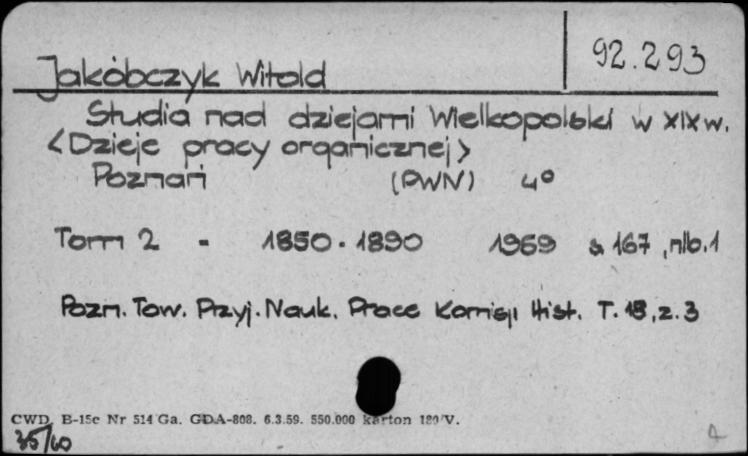 92.293
Jakóbczyk Witold
Studia nad dziejami Wielkopolski w XIX w.
<Dzieje pracy organicznej>
Poznań (PWN) 4°
Tom 2 - 1850-1890 1959 s 167, nlb.1
Pozn. Tow. Przyj. Nauk. Prace Komisji Hist. T. 18, z. 3
CWD, B-15c Nr 514 Ga. GDA-808. 6.3.59. 550.000 karton 180 V.
35/60